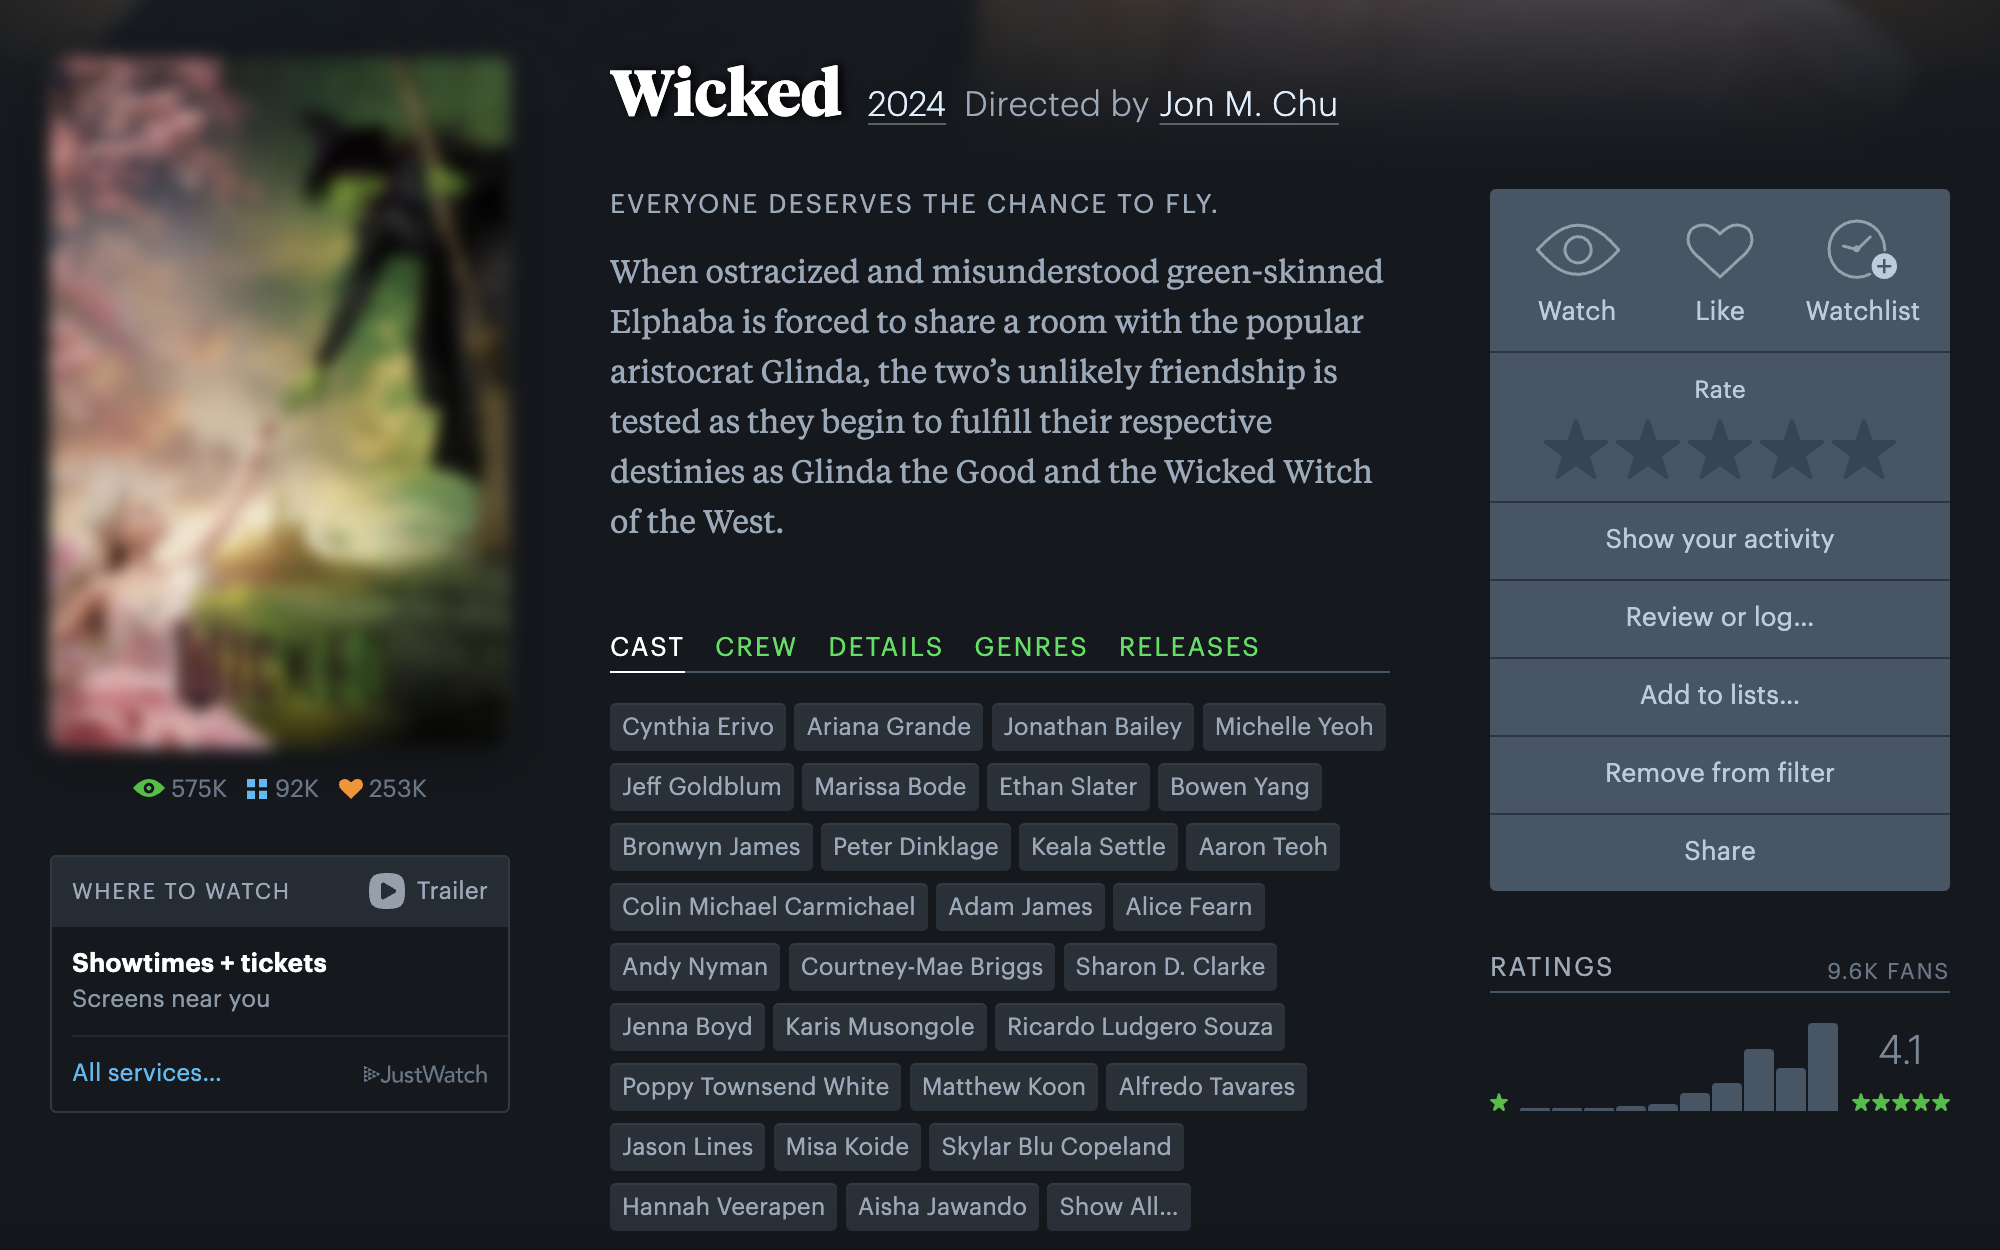 Wicked 2024 Directed by Jon M. Chu
EVERYONE DESERVES THE CHANCE TO FLY.
When ostracized and misunderstood green-skinned
Elphaba is forced to share a room with the popular
aristocrat Glinda, the two’s unlikely friendship is
tested as they begin to fulfill their respective
destinies as Glinda the Good and the Wicked Witch
of the West.
CAST CREW DETAILS GENRES RELEASES
Cynthia Erivo Ariana Grande Jonathan Bailey Michelle Yeoh
Jeff Goldblum Marissa Bode Ethan Slater Bowen Yang
Bronwyn James Peter Dinklage Keala Settle Aaron Teoh
Colin Michael Carmichael Adam James Alice Fearn
Andy Nyman Courtney-Mae Briggs Sharon D. Clarke
Jenna Boyd Karis Musongole Ricardo Ludgero Souza
Poppy Townsend White Matthew Koon Alfredo Tavares
Jason Lines Misa Koide Skylar Blu Copeland
Hannah Veerapen Aisha Jawando Show All…
575K 92K 253K
WHERE TO WATCH Trailer
Showtimes + tickets
Screens near you
All services… JustWatch
Watch Like Watchlist
Rate
Show your activity
Review or log…
Add to lists…
Remove from filter
Share
RATINGS 9.6K FANS
4.1